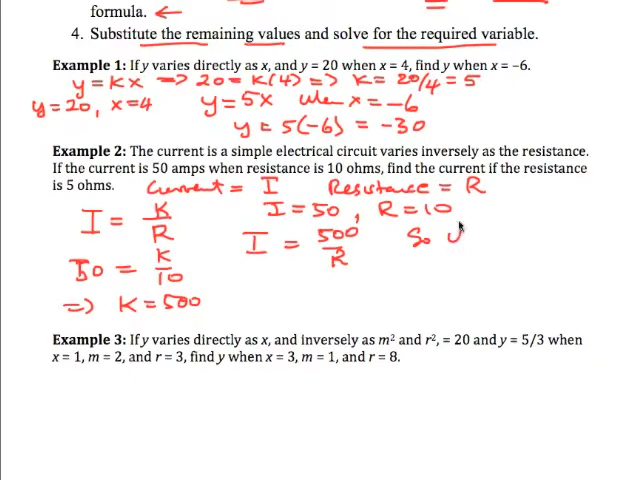 formula. ←
4. Substitute the remaining values and solve for the required variable.
Example 1: If y varies directly as x, and y = 20 when x = 4, find y when x = –6.
y = Kx => 20 = K(4) => K = 20/4 = 5
y = 20, x = 4 y = 5x when x = -6
y = 5(-6) = -30
Example 2: The current is a simple electrical circuit varies inversely as the resistance.
If the current is 50 amps when resistance is 10 ohms, find the current if the resistance
is 5 ohms. Current = I Resistance = R
I = K/R I = 50, R = 10
I = 500/R So
50 = K/10
=> K = 500
Example 3: If y varies directly as x, and inversely as m² and r², = 20 and y = 5/3 when
x = 1, m = 2, and r = 3, find y when x = 3, m = 1, and r = 8.